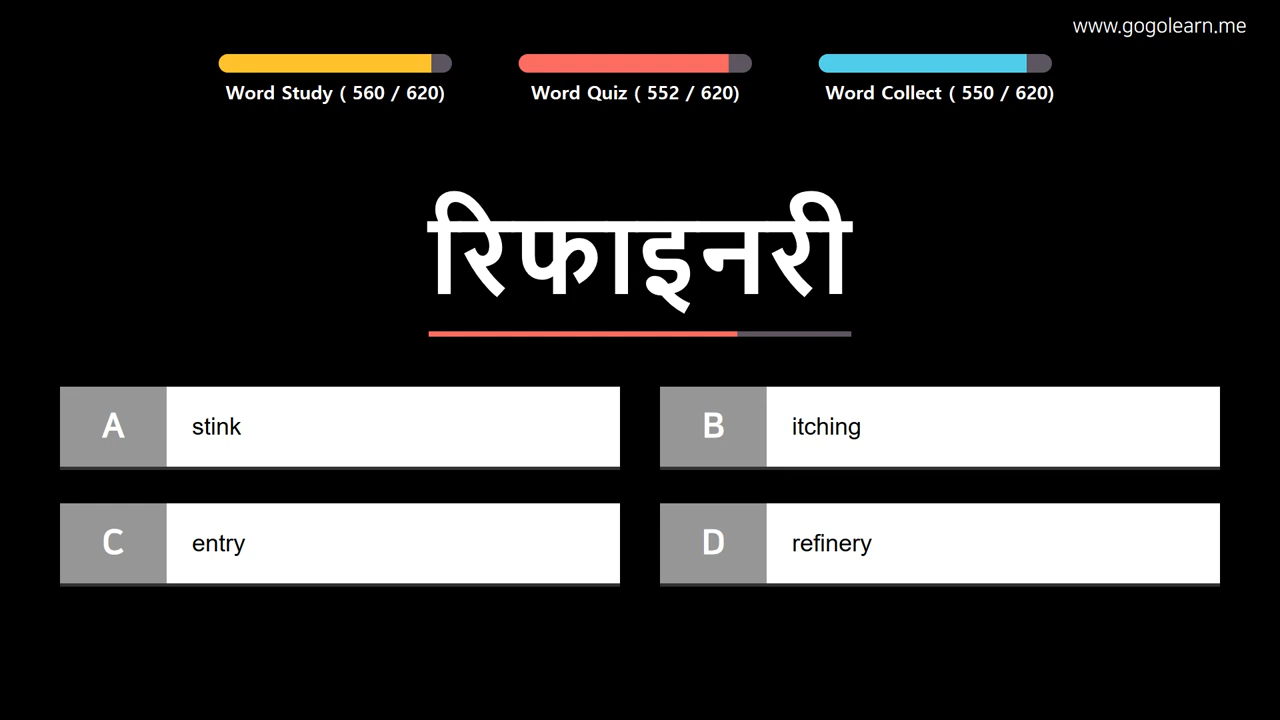 www.gogolearn.me
Word Study ( 560 / 620)
Word Quiz ( 552 / 620)
Word Collect ( 550 / 620)
रिफाइनरी
A stink
B itching
C entry
D refinery